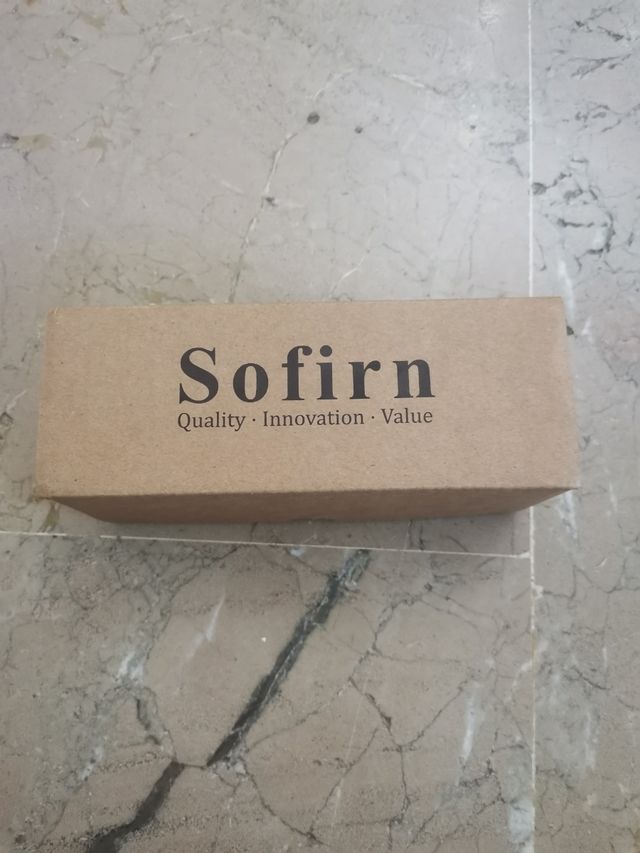 Sofirn
Quality · Innovation · Value